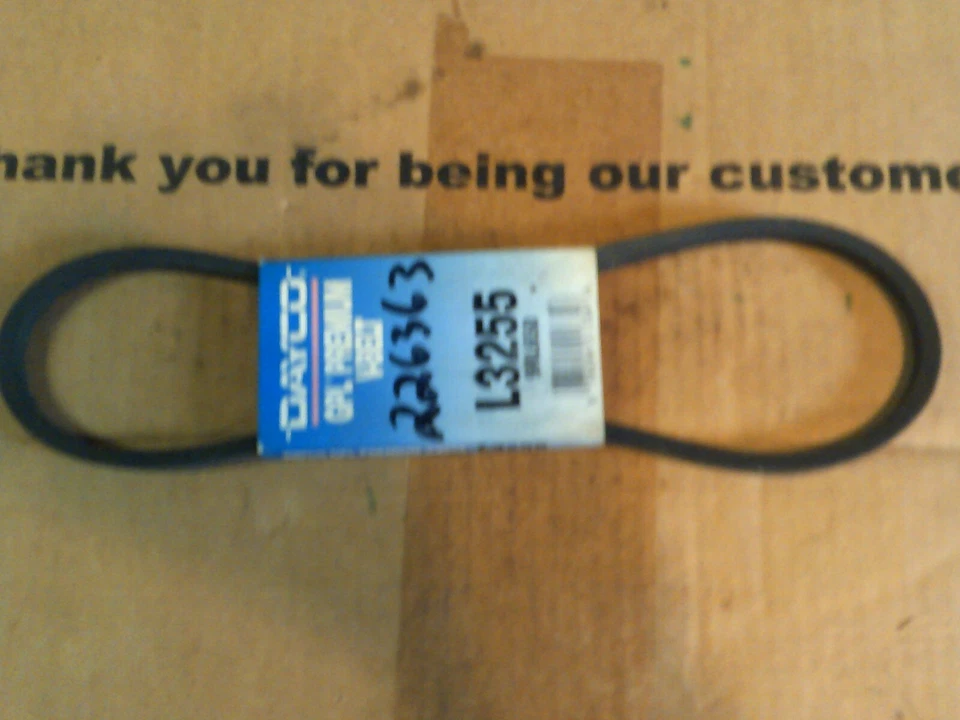 hank you for being our custome
DAYCO
GPL PREMIUM
V-BELT
226363
L3255